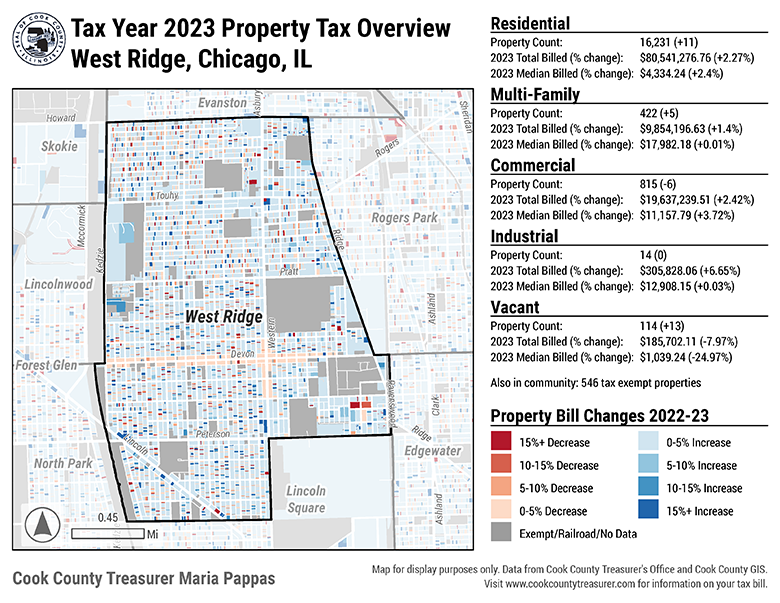 Tax Year 2023 Property Tax Overview
West Ridge, Chicago, IL
Evanston
Asbury
Sheridan
Howard
Skokie
Rogers
Touhy
Mccormick
Rogers Park
Ridge
Kedzie
Pratt
Lincolnwood
Ashland
West Ridge
Western
Devon
Forest Glen
Ravenswood
Clark
Lincoln
Peterson
Ridge
Edgewater
North Park
Lincoln
Square
Ashland
0.45
Mi
Cook County Treasurer Maria Pappas
Residential
Property Count: 16,231 (+11)
2023 Total Billed (% change): $80,541,276.76 (+2.27%)
2023 Median Billed (% change): $4,334.24 (+2.4%)
Multi-Family
Property Count: 422 (+5)
2023 Total Billed (% change): $9,854,196.63 (+1.4%)
2023 Median Billed (% change): $17,982.18 (+0.01%)
Commercial
Property Count: 815 (-6)
2023 Total Billed (% change): $19,637,239.51 (+2.42%)
2023 Median Billed (% change): $11,157.79 (+3.72%)
Industrial
Property Count: 14 (0)
2023 Total Billed (% change): $305,828.06 (+6.65%)
2023 Median Billed (% change): $12,908.15 (+0.03%)
Vacant
Property Count: 114 (+13)
2023 Total Billed (% change): $185,702.11 (-7.97%)
2023 Median Billed (% change): $1,039.24 (-24.97%)
Also in community: 546 tax exempt properties
Property Bill Changes 2022-23
15%+ Decrease
10-15% Decrease
5-10% Decrease
0-5% Decrease
Exempt/Railroad/No Data
0-5% Increase
5-10% Increase
10-15% Increase
15%+ Increase
Map for display purposes only. Data from Cook County Treasurer's Office and Cook County GIS.
Visit www.cookcountytreasurer.com for information on your tax bill.